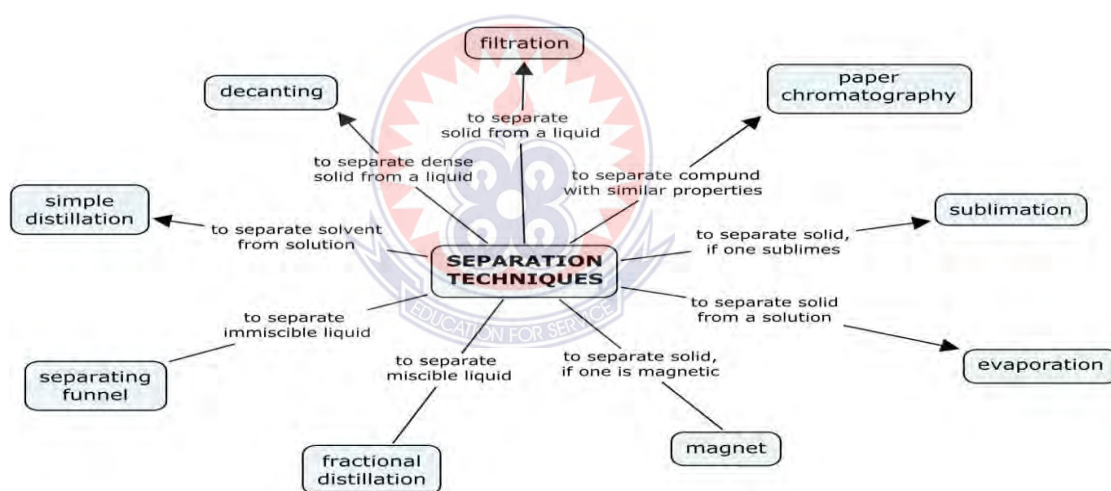 filtration
decanting
paper
chromatography
to separate
solid from a liquid
to separate dense
solid from a liquid
to separate compund
with similar properties
simple
distillation
sublimation
to separate solvent
from solution
to separate solid,
if one sublimes
SEPARATION
TECHNIQUES
to separate solid
from a solution
to separate
immiscible liquid
EDUCATION FOR SERVICE
to separate
miscible liquid
to separate solid,
if one is magnetic
evaporation
separating
funnel
magnet
fractional
distillation